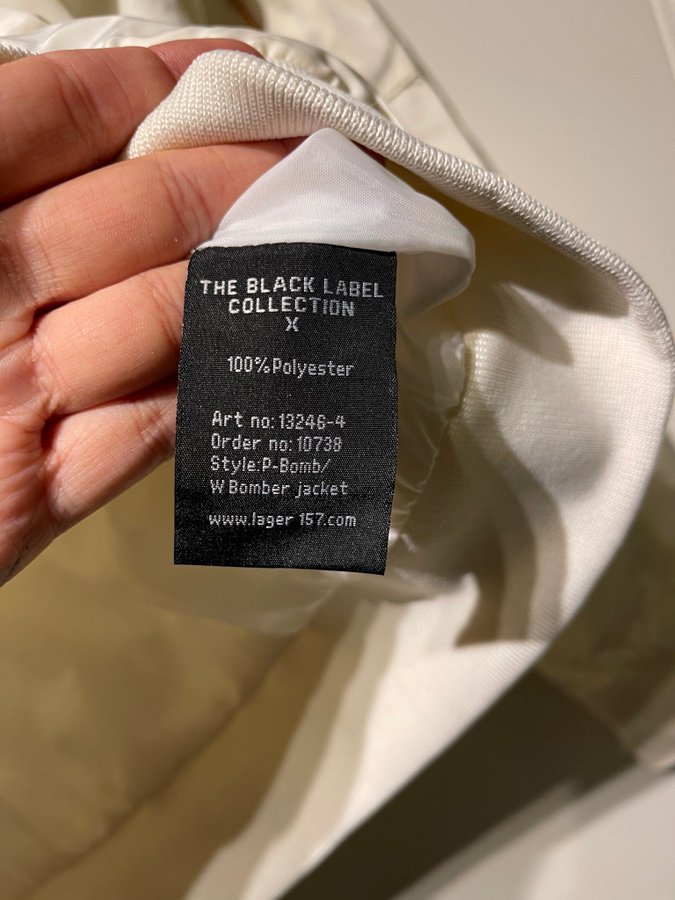 THE BLACK LABEL
COLLECTION
X
100% Polyester
Art no: 13246-4
Order no: 10738
Style:P-Bomb/
W Bomber jacket
www.lager 157.com